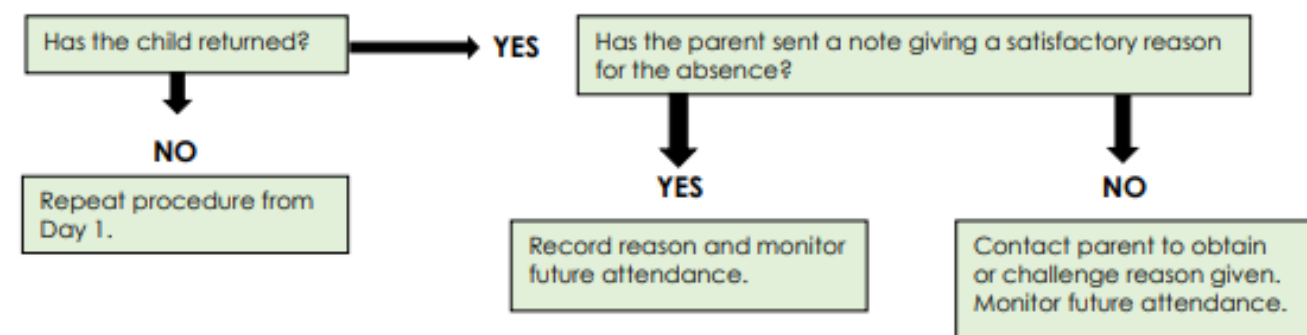 Has the child returned?
YES
Has the parent sent a note giving a satisfactory reason
for the absence?
NO
Repeat procedure from
Day 1.
YES
Record reason and monitor
future attendance.
NO
Contact parent to obtain
or challenge reason given.
Monitor future attendance.